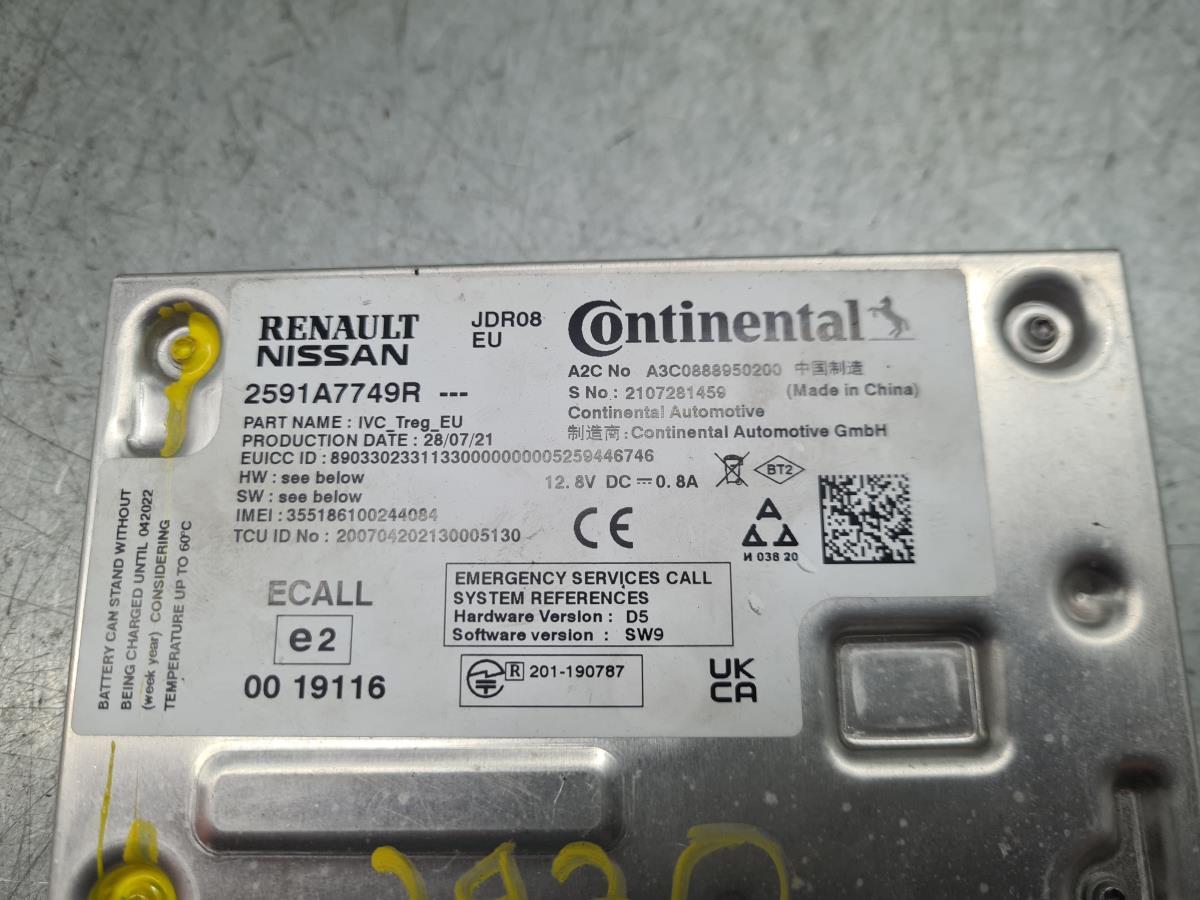 RENAULT
NISSAN
JDR08
EU
Continental
2591A7749R ---
PART NAME : IVC_Treg_EU
PRODUCTION DATE : 28/07/21
EUICC ID : 89033023311330000000005259446746
HW : see below
SW : see below
IMEI : 355186100244084
TCU ID No : 200704202130005130
A2C No A3C0888950200 中国制造
S No : 2107281459 (Made in China)
Continental Automotive
制造商:Continental Automotive GmbH
12.8V DC 0.8A
BT2
CE
И 038 20
ECALL
e2
00 19116
EMERGENCY SERVICES CALL
SYSTEM REFERENCES
Hardware Version : D5
Software version : SW9
R 201-190787
UK
CA
BATTERY CAN STAND WITHOUT
BEING CHARGED UNTIL 042022
(week year) CONSIDERING
TEMPERATURE UP TO 60°C